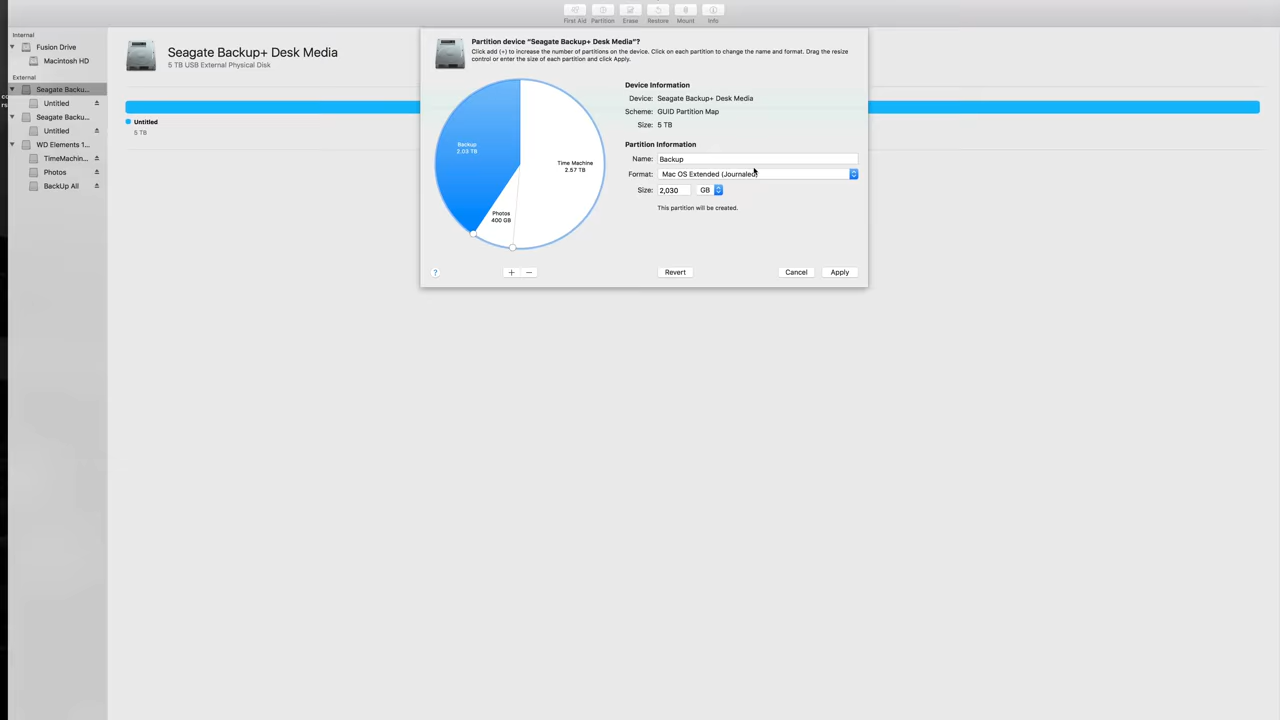 First Aid Partition Erase Restore Mount Info
Internal
Fusion Drive
Macintosh HD
External
Seagate Backu...
Untitled
Seagate Backu...
Untitled
WD Elements 1...
TimeMachin...
Photos
BackUp All
Seagate Backup+ Desk Media
5 TB USB External Physical Disk
Untitled
5 TB
Partition device "Seagate Backup+ Desk Media"?
Click add (+) to increase the number of partitions on the device. Click on each partition to change the name and format. Drag the resize
control or enter the size of each partition and click Apply.
Backup
2.03 TB
Time Machine
2.57 TB
Photos
400 GB
Device Information
Device: Seagate Backup+ Desk Media
Scheme: GUID Partition Map
Size: 5 TB
Partition Information
Name: Backup
Format: Mac OS Extended (Journaled)
Size: 2,030 GB
This partition will be created.
? + − Revert Cancel Apply